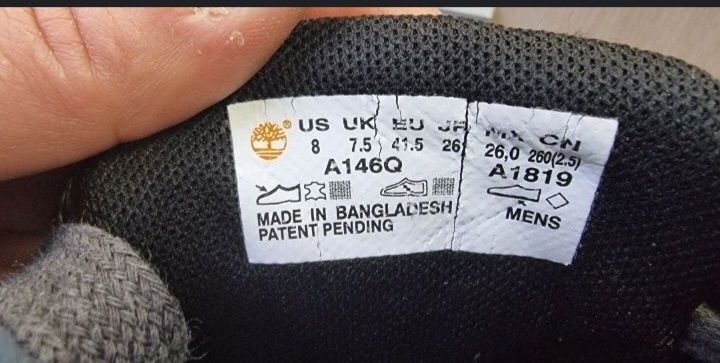 ® US UK EU JP MX CN
8 7.5 41.5 26 26,0 260(2.5)
A146Q A1819
MADE IN BANGLADESH MENS
PATENT PENDING